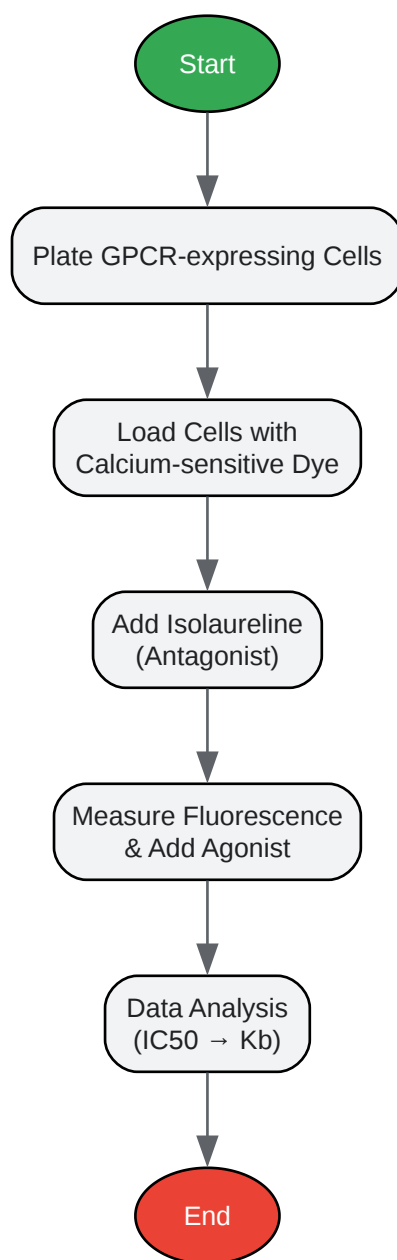 Start
Plate GPCR-expressing Cells
Load Cells with
Calcium-sensitive Dye
Add Isolaureline
(Antagonist)
Measure Fluorescence
& Add Agonist
Data Analysis
(IC50 → Kb)
End